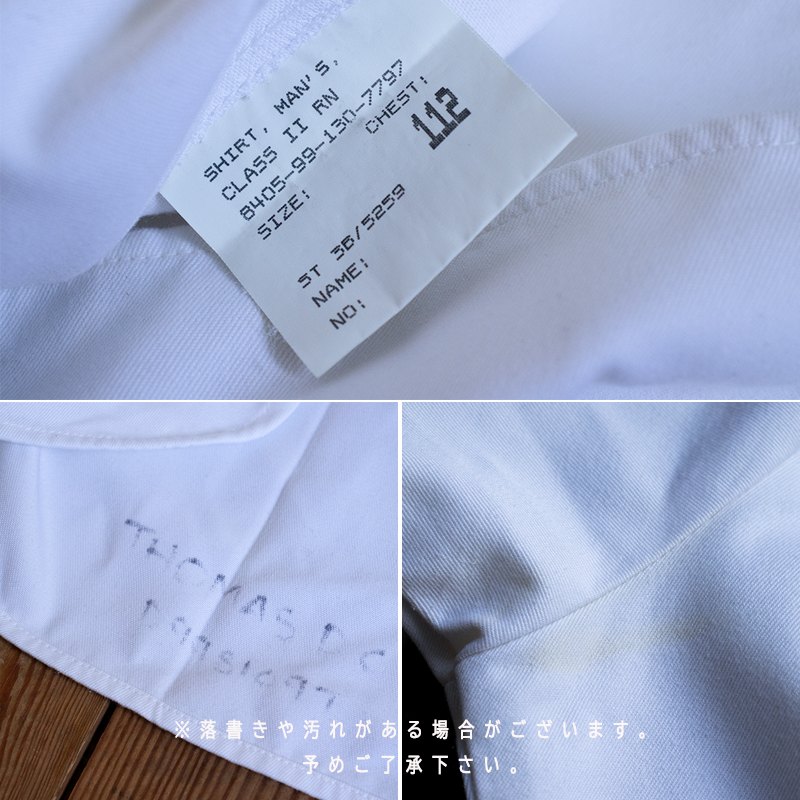 SHIRT, MAN'S,
CLASS II RN
8405-99-130-7797
SIZE: CHEST: 112
ST 36/5259
NAME:
NO:
THOMAS D C
※落書きや汚れがある場合がございます。
予めご了承下さい。